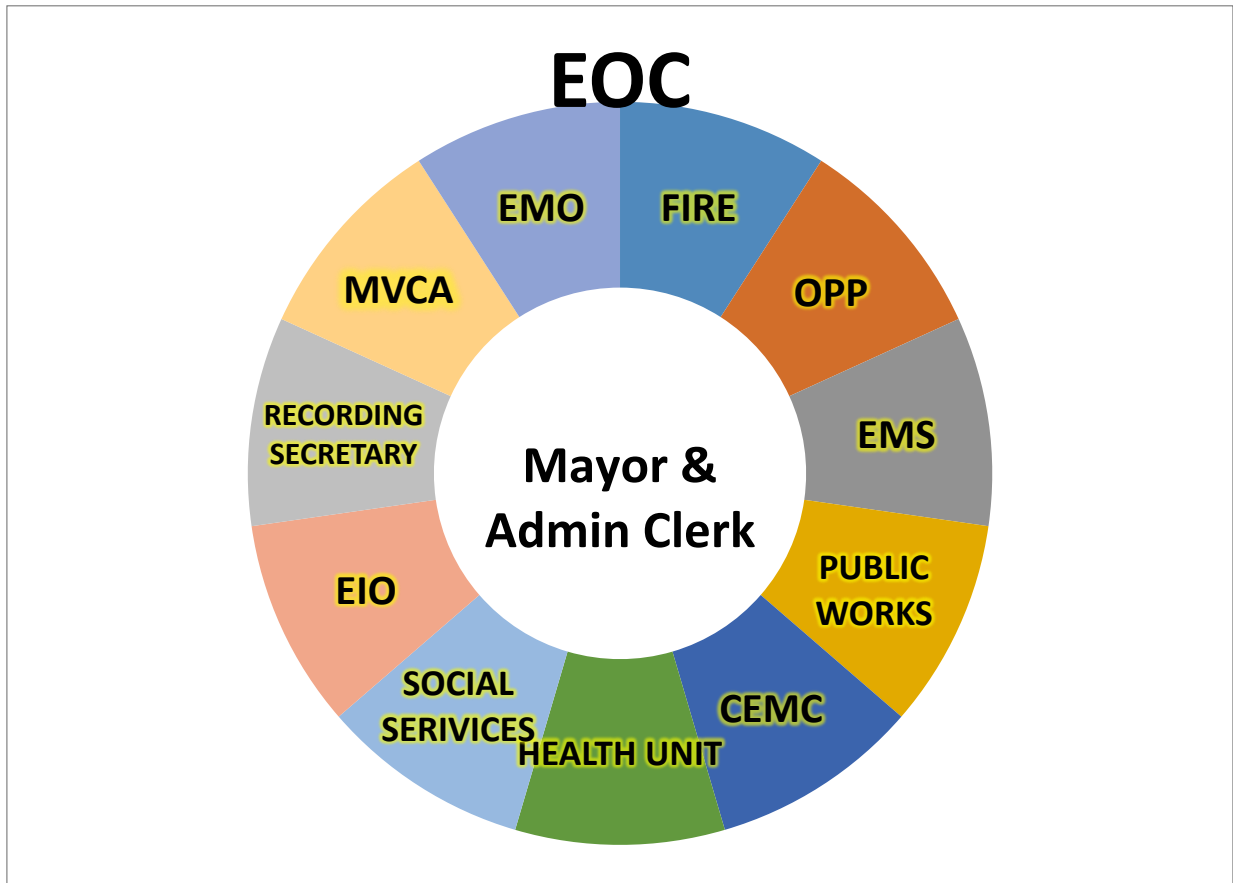 EOC
EMO
FIRE
MVCA
OPP
RECORDING
SECRETARY
EMS
Mayor &
Admin Clerk
EIO
PUBLIC
WORKS
SOCIAL
SERIVICES
CEMC
HEALTH UNIT